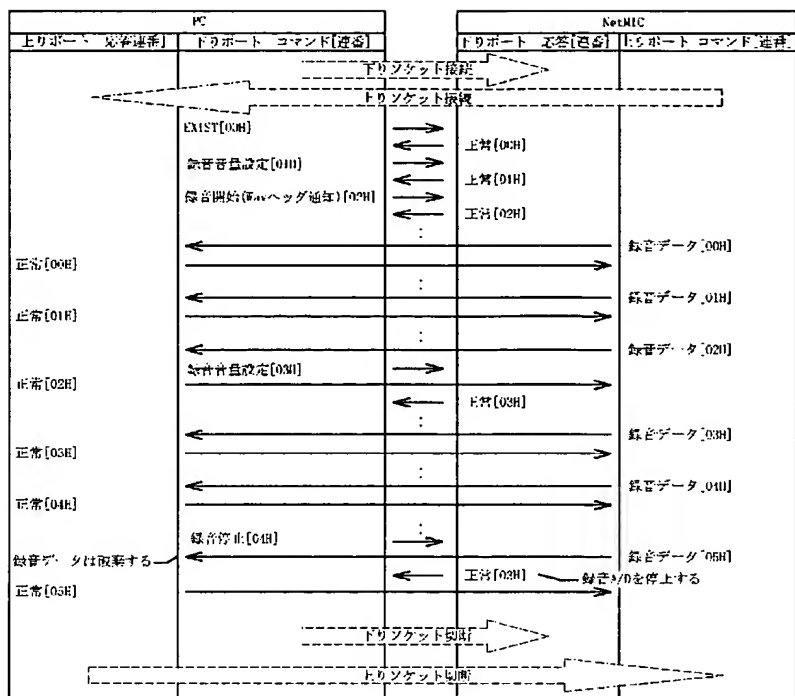 PC NetMIC
上りポート 応答連番] 下りポート コマンド[連番] 下りポート 応答[連番] 上りポート コマンド[連番]
下りソケット接続
上りソケット接続
EXIST[00H]
正常[00H]
録音音量設定[01H]
正常[01H]
録音開始(Wavヘッダ通知)[02H]
正常[02H]
録音データ[00H]
正常[00H]
録音データ[01H]
正常[01H]
録音データ[02H]
録音音量設定[03H]
正常[02H]
正常[03H]
録音データ[03H]
正常[03H]
録音データ[04H]
正常[04H]
録音停止[04H]
録音データは破棄する 録音データ[05H]
正常[03H] 録音A/Dを停止する
正常[05H]
下りソケット切断
上りソケット切断